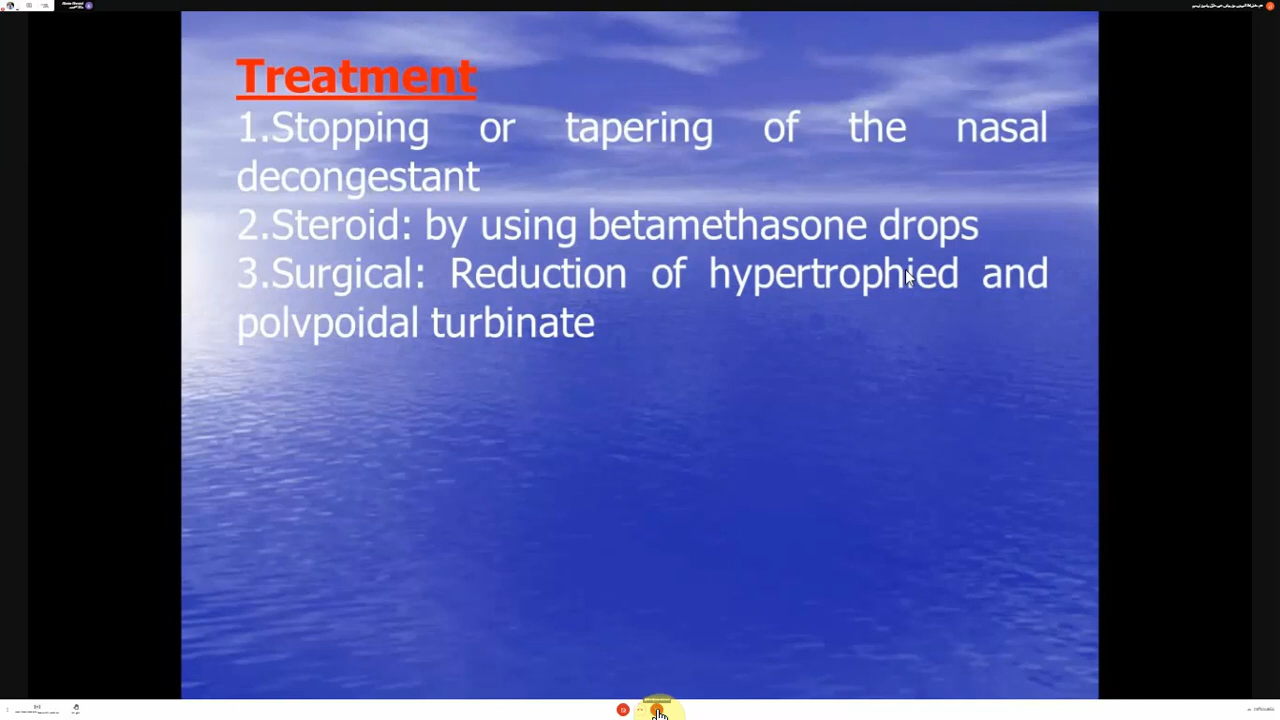 Treatment
1.Stopping or tapering of the nasal
decongestant
2.Steroid: by using betamethasone drops
3.Surgical: Reduction of hypertrophied and
polvpoidal turbinate